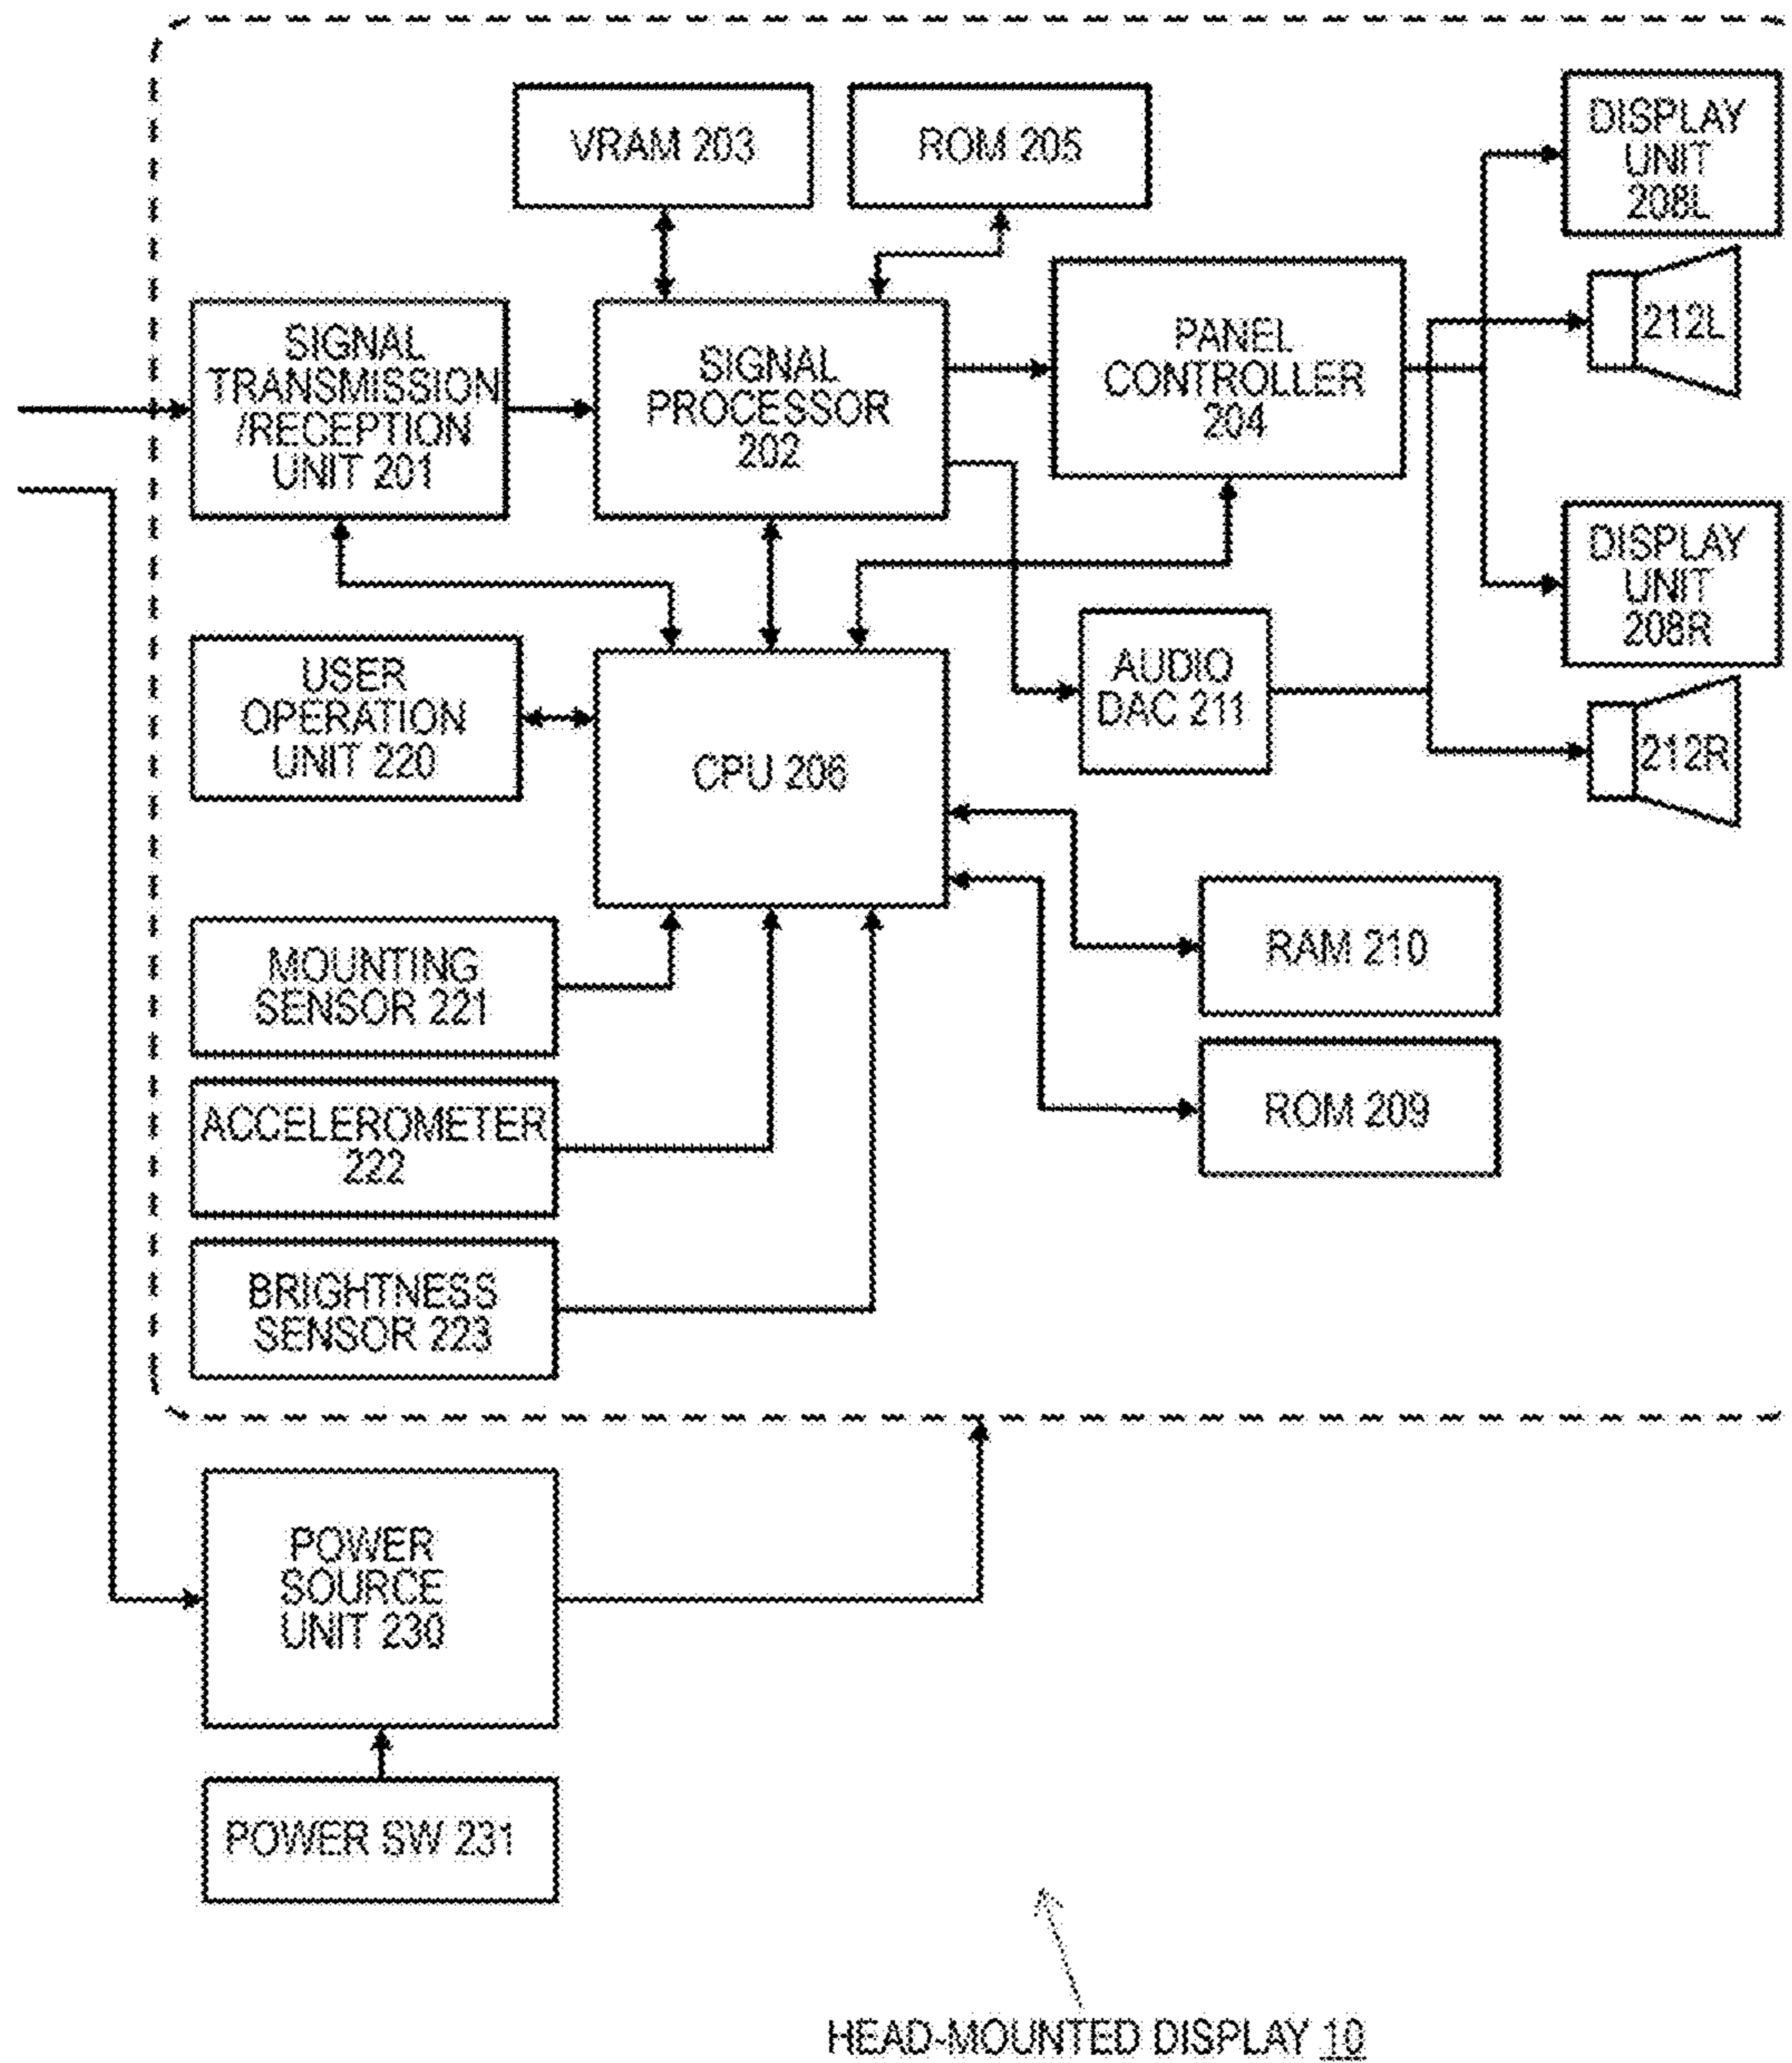 VRAM 203
ROM 205
DISPLAY
UNIT
208L
SIGNAL
TRANSMISSION
/RECEPTION
UNIT 201
SIGNAL
PROCESSOR
202
PANEL
CONTROLLER
204
212L
DISPLAY
UNIT
208R
USER
OPERATION
UNIT 220
CPU 206
AUDIO
DAC 211
212R
MOUNTING
SENSOR 221
RAM 210
ACCELEROMETER
222
ROM 209
BRIGHTNESS
SENSOR 223
POWER
SOURCE
UNIT 230
POWER SW 231
HEAD-MOUNTED DISPLAY 10